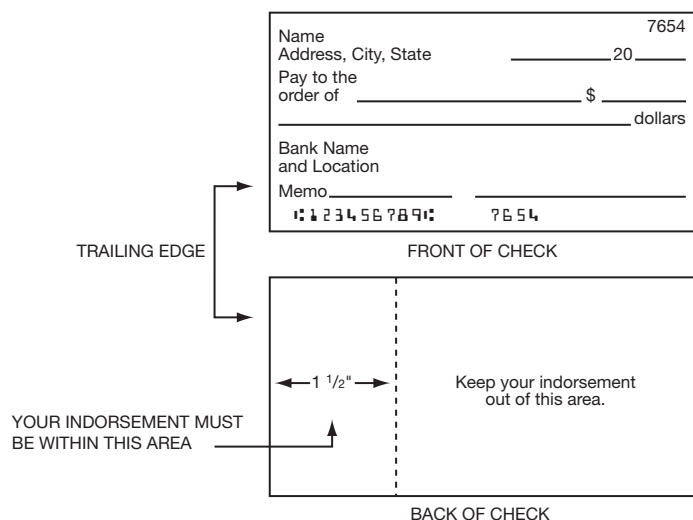 7654
Name
Address, City, State 20
Pay to the
order of $
dollars
Bank Name
and Location
Memo
⑆123456789⑆ 7654
TRAILING EDGE
FRONT OF CHECK
1 1/2"
Keep your indorsement
out of this area.
YOUR INDORSEMENT MUST
BE WITHIN THIS AREA
BACK OF CHECK